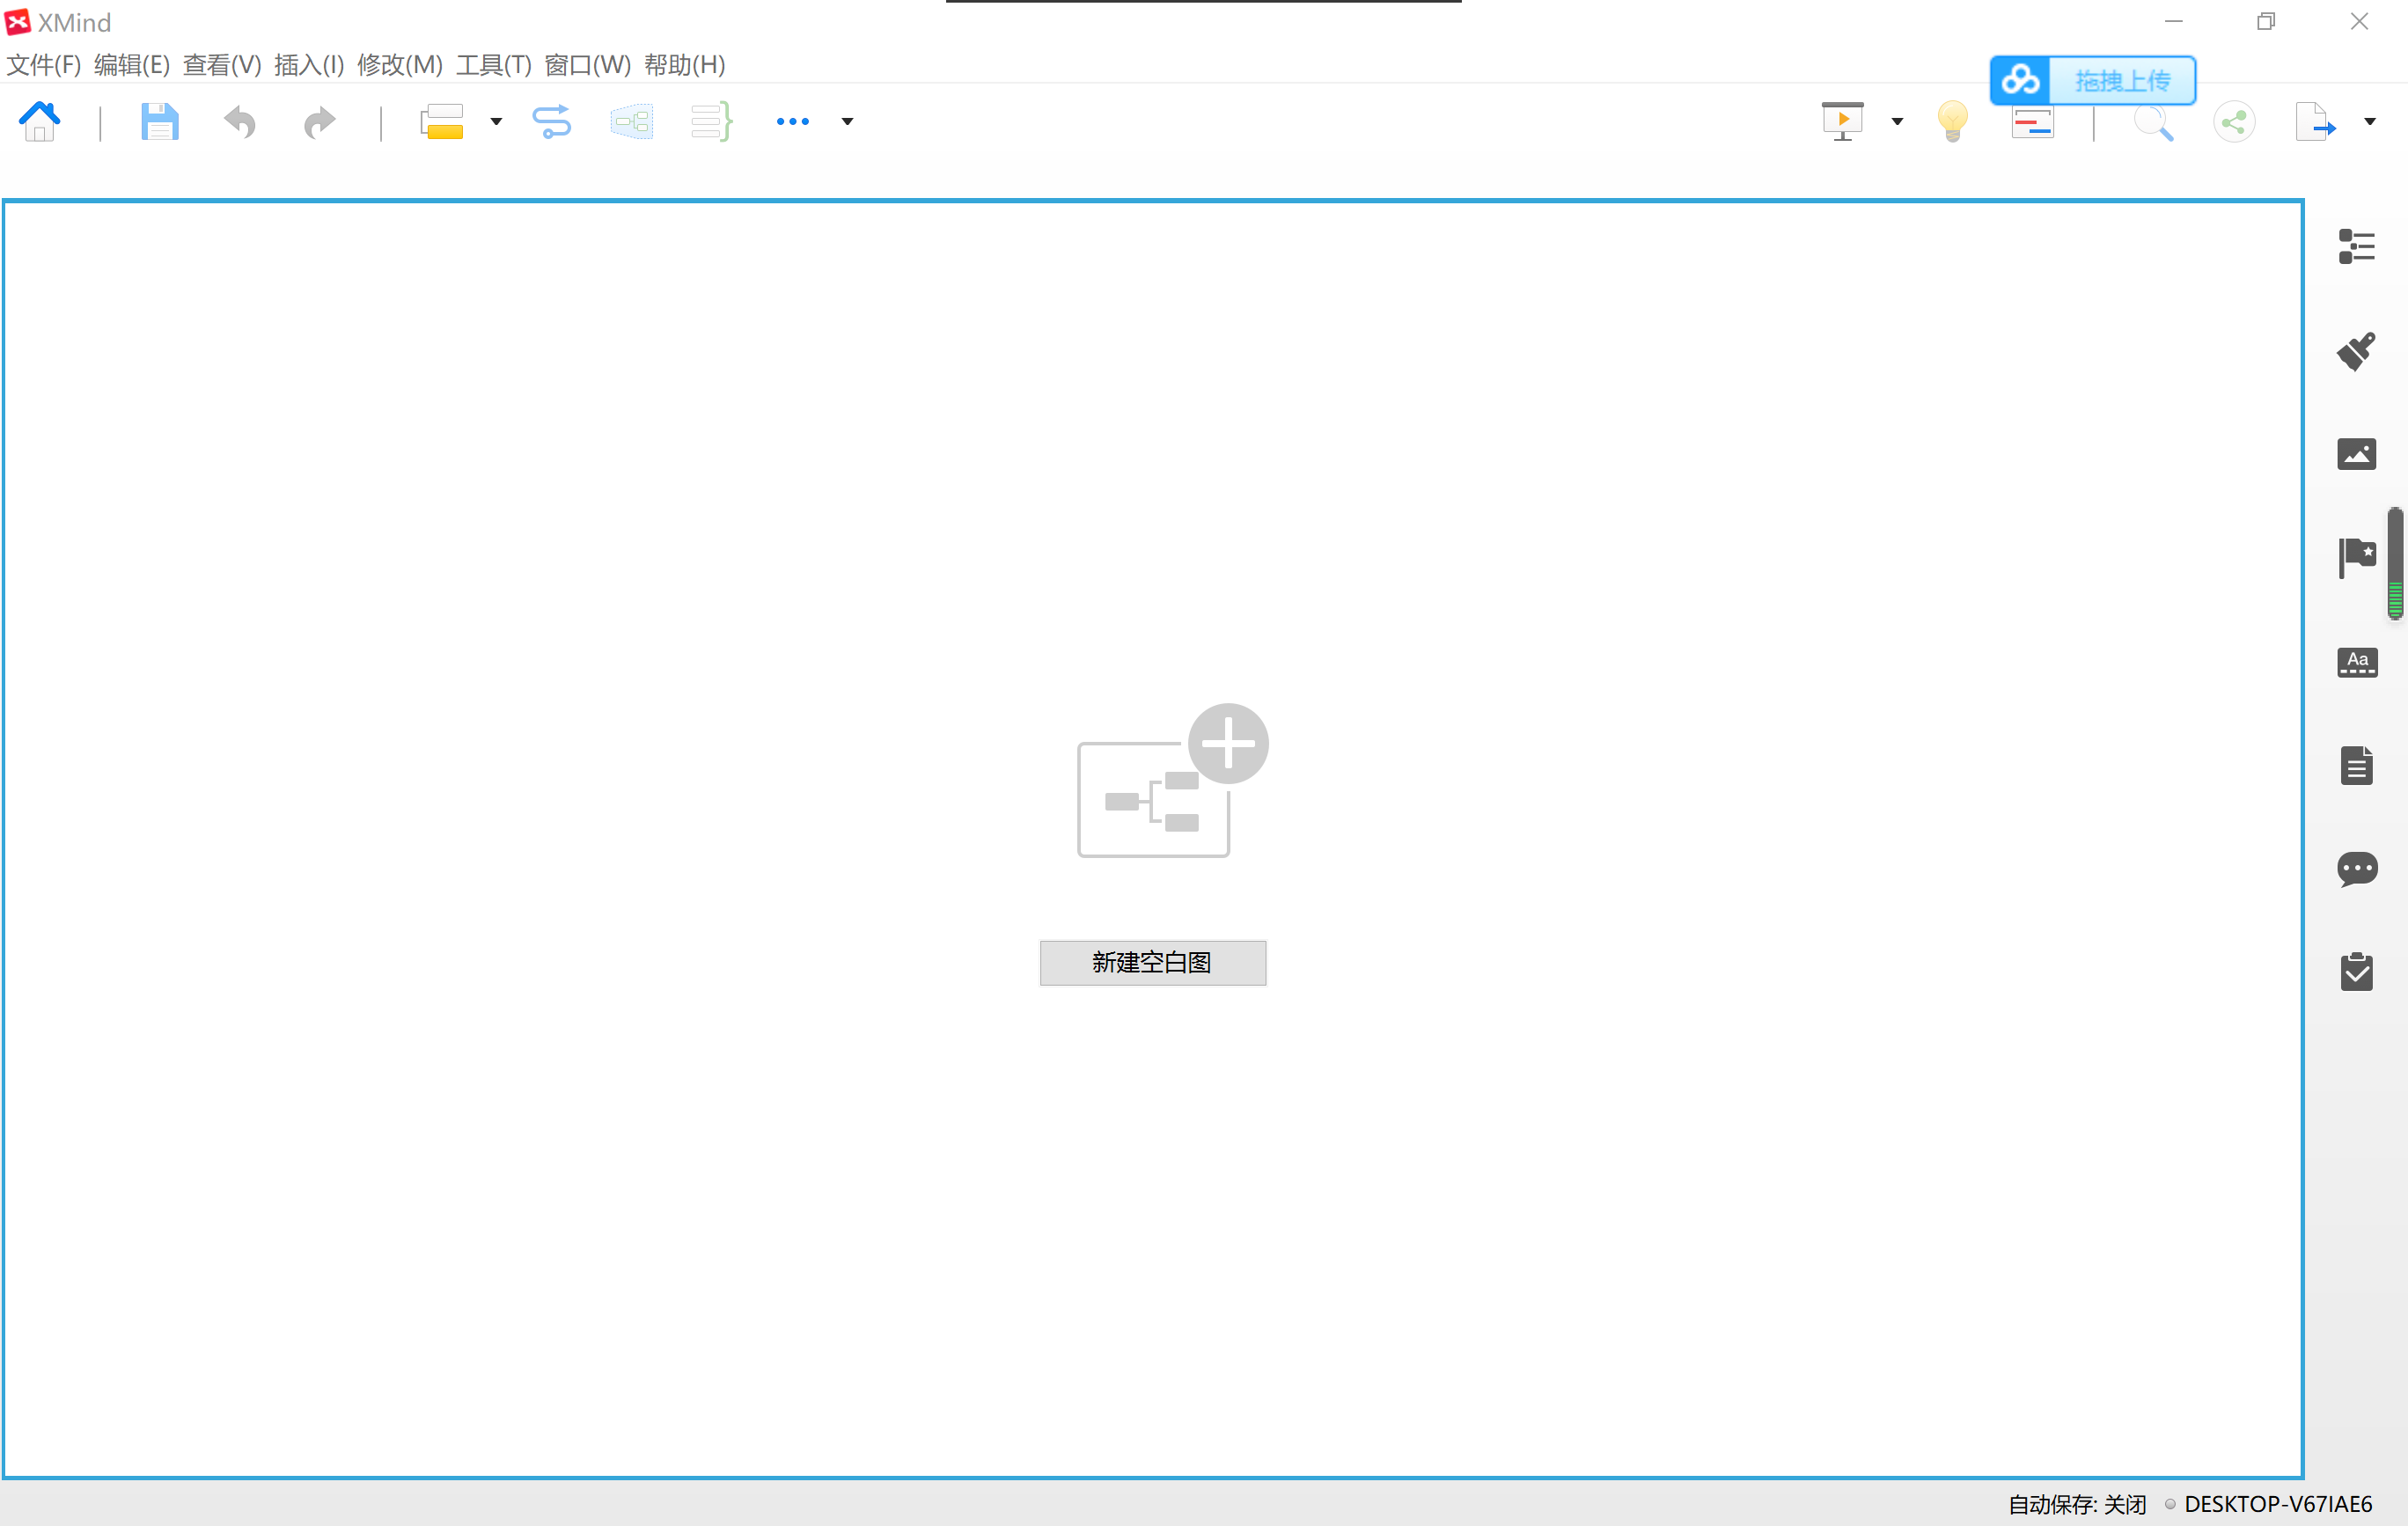 XMind
文件(F) 编辑(E) 查看(V) 插入(I) 修改(M) 工具(T) 窗口(W) 帮助(H)
拖拽上传
Aa
新建空白图
自动保存: 关闭 DESKTOP-V67IAE6